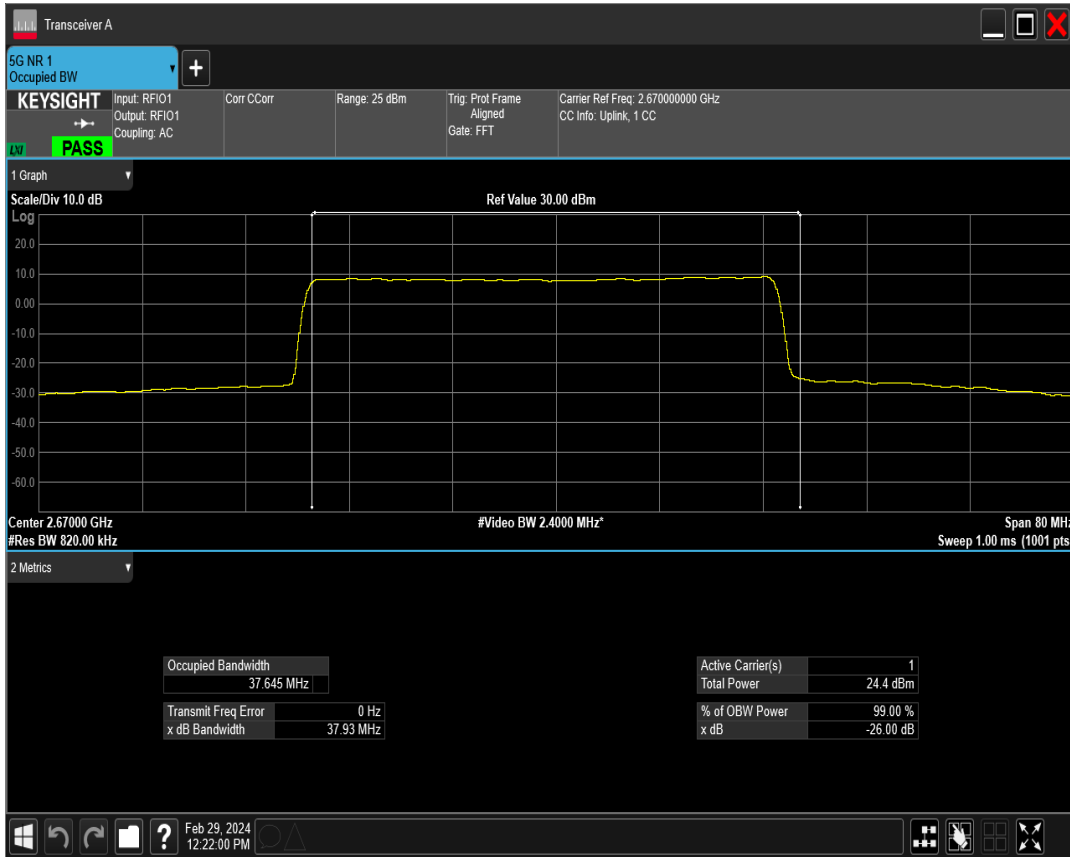 Transceiver A
5G NR 1
Occupied BW
KEYSIGHT
Input: RFIO1
Output: RFIO1
Coupling: AC
Corr CCorr
Range: 25 dBm
Trig: Prot Frame
Aligned
Gate: FFT
Carrier Ref Freq: 2.670000000 GHz
CC Info: Uplink, 1 CC
LXI
PASS
1 Graph
Scale/Div 10.0 dB
Ref Value 30.00 dBm
Log
20.0
10.0
0.00
-10.0
-20.0
-30.0
-40.0
-50.0
-60.0
Center 2.67000 GHz
#Video BW 2.4000 MHz*
Span 80 MHz
#Res BW 820.00 kHz
Sweep 1.00 ms (1001 pts
2 Metrics
Occupied Bandwidth
37.645 MHz
Transmit Freq Error 0 Hz
x dB Bandwidth 37.93 MHz
Active Carrier(s) 1
Total Power 24.4 dBm
% of OBW Power 99.00 %
x dB -26.00 dB
?
Feb 29, 2024
12:22:00 PM